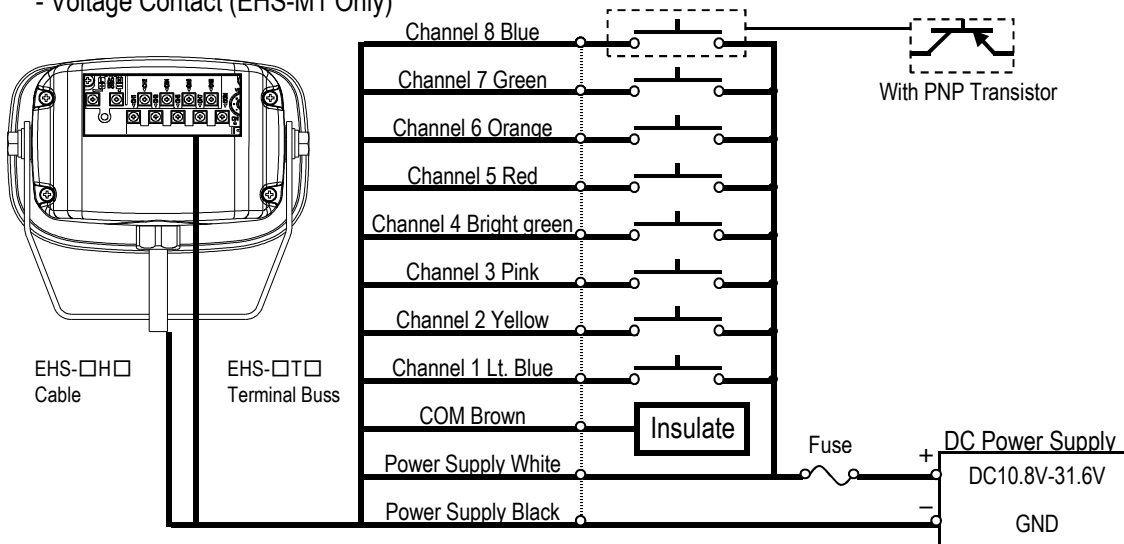 - Voltage Contact (EHS-M1 Only)
Channel 8 Blue
With PNP Transistor
Channel 7 Green
Channel 6 Orange
Channel 5 Red
Channel 4 Bright green
Channel 3 Pink
Channel 2 Yellow
Channel 1 Lt. Blue
EHS-□H□
Cable
EHS-□T□
Terminal Buss
COM Brown
Insulate
Power Supply White
Fuse
+
DC Power Supply
DC10.8V-31.6V
Power Supply Black
−
GND